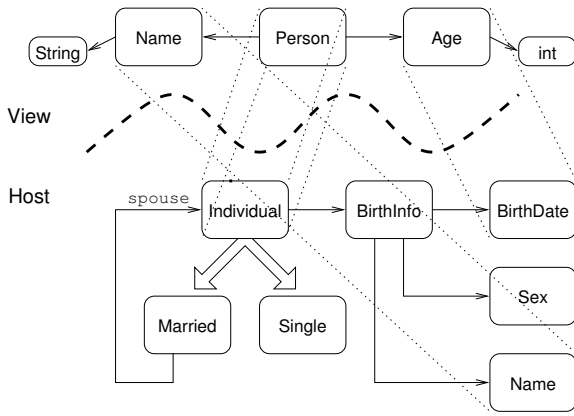 String
Name
Person
Age
int
View
Host
spouse
Individual
BirthInfo
BirthDate
Married
Single
Sex
Name